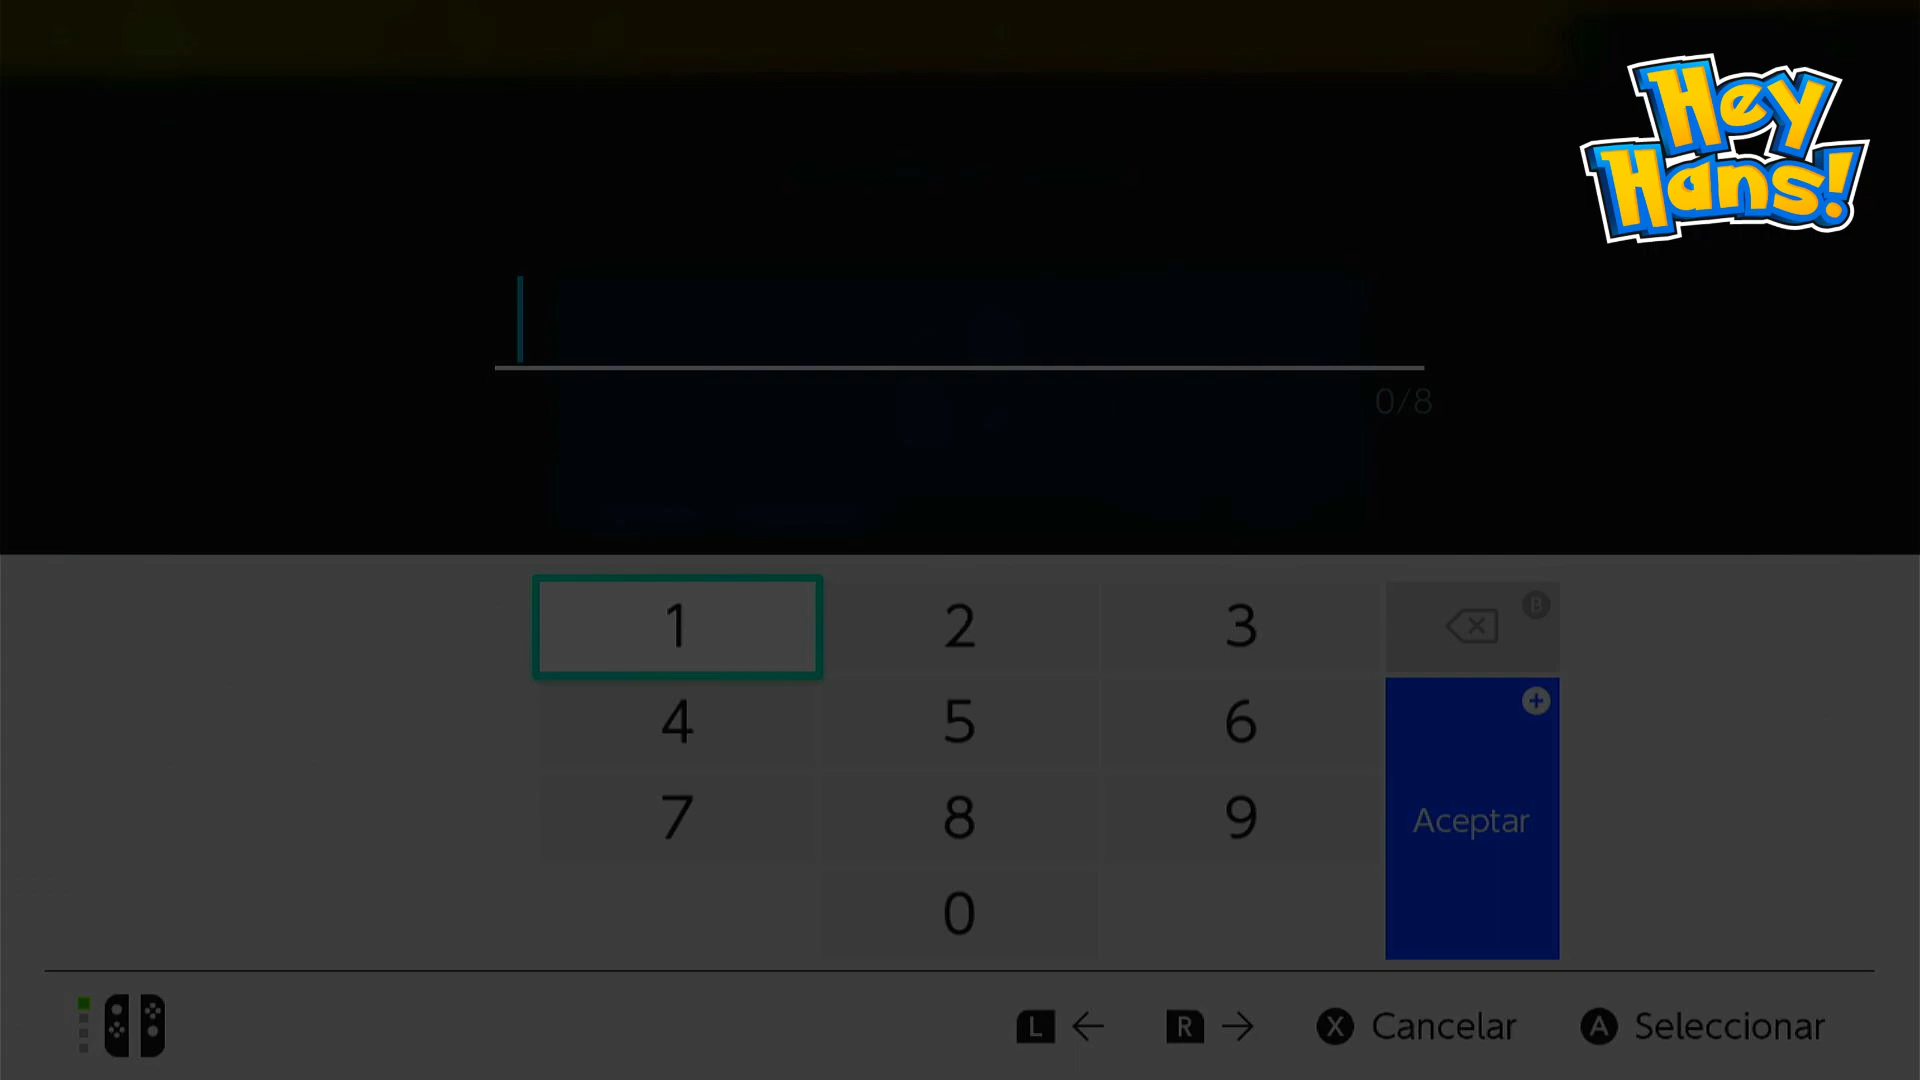 Hey
Hans!
0/8
1 2 3 B
4 5 6 +
7 8 9 Aceptar
0
L ← R → X Cancelar A Seleccionar